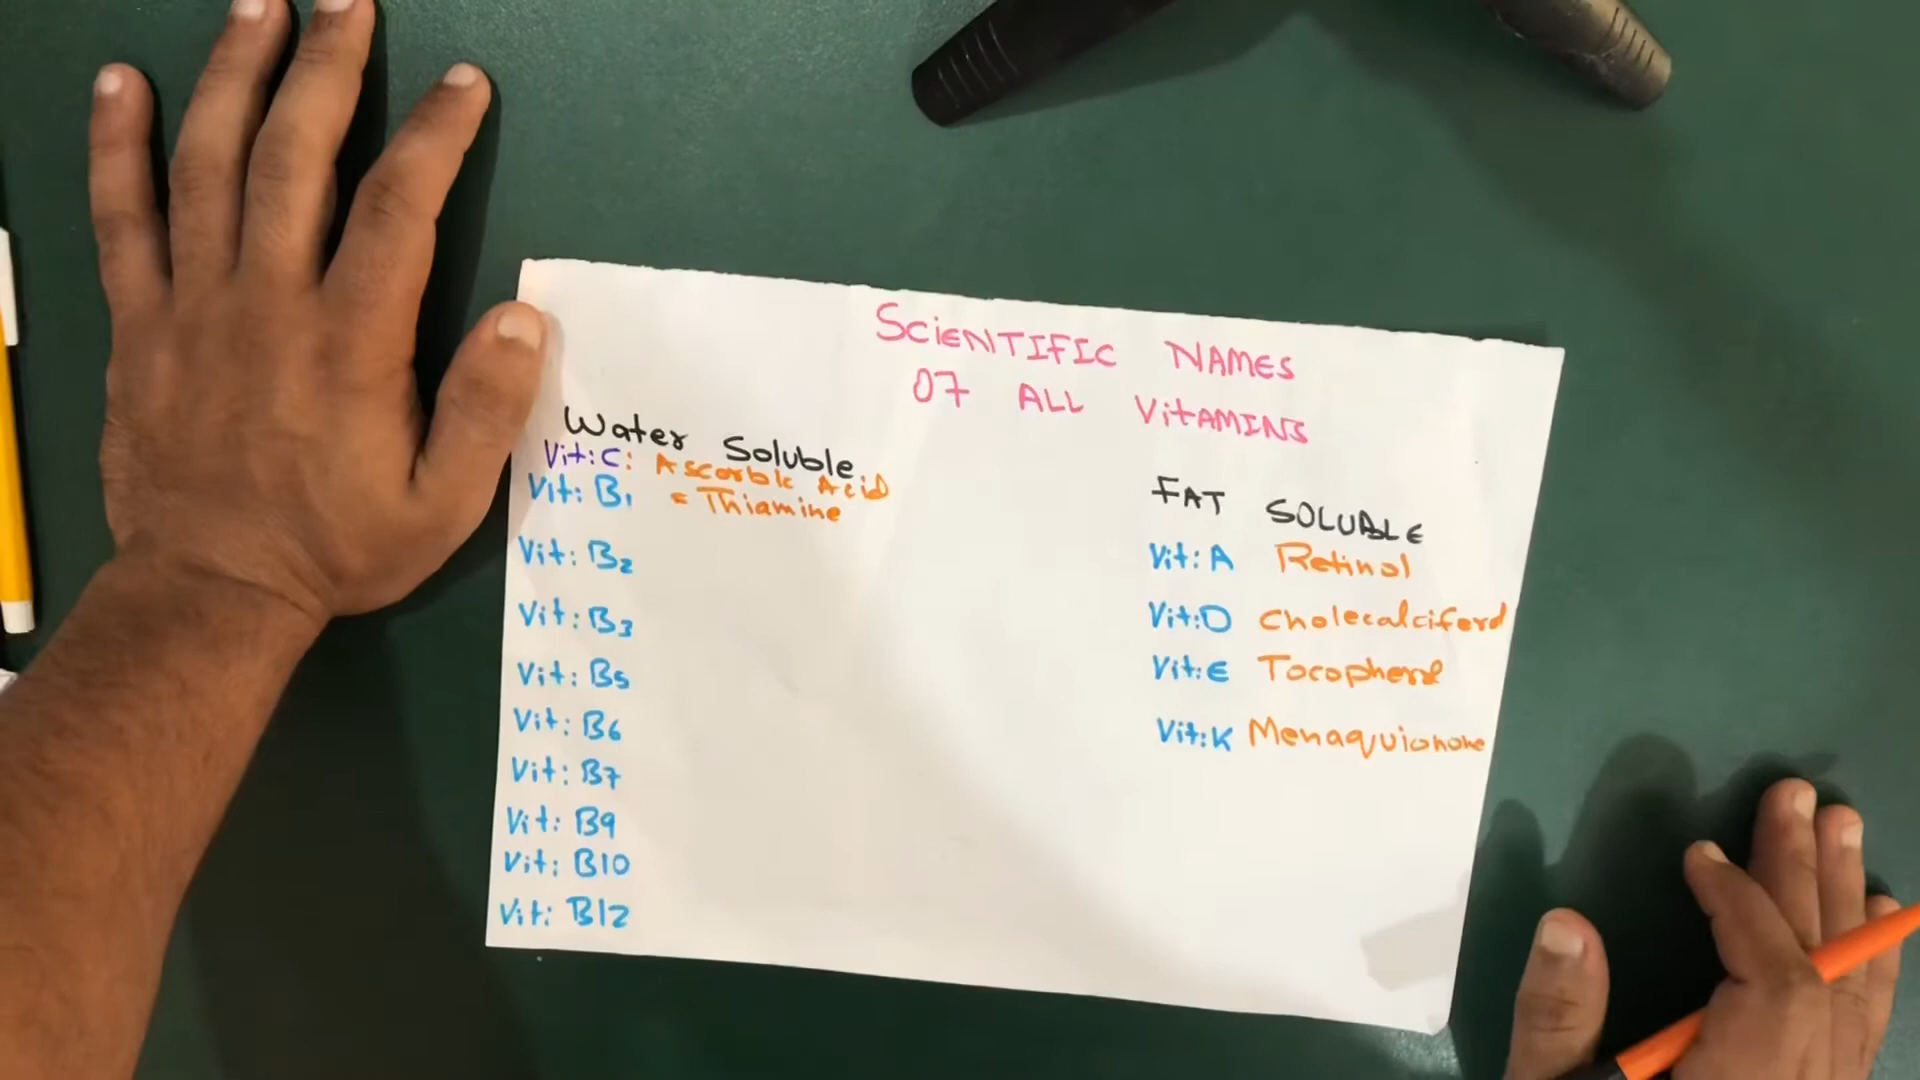 SCiENTIFIC NAMES
OF ALL VitAMINS
Water Soluble
Vit:C: Ascorbic Acid
Vit: B1 = Thiamine
Vit: B2
Vit: B3
Vit: B5
Vit: B6
Vit: B7
Vit: B9
Vit: B10
Vit: B12
FAT SOLUBLE
Vit:A Retinol
Vit:D Cholecalciferol
Vit:E Tocopherol
Vit:K Menaquionone